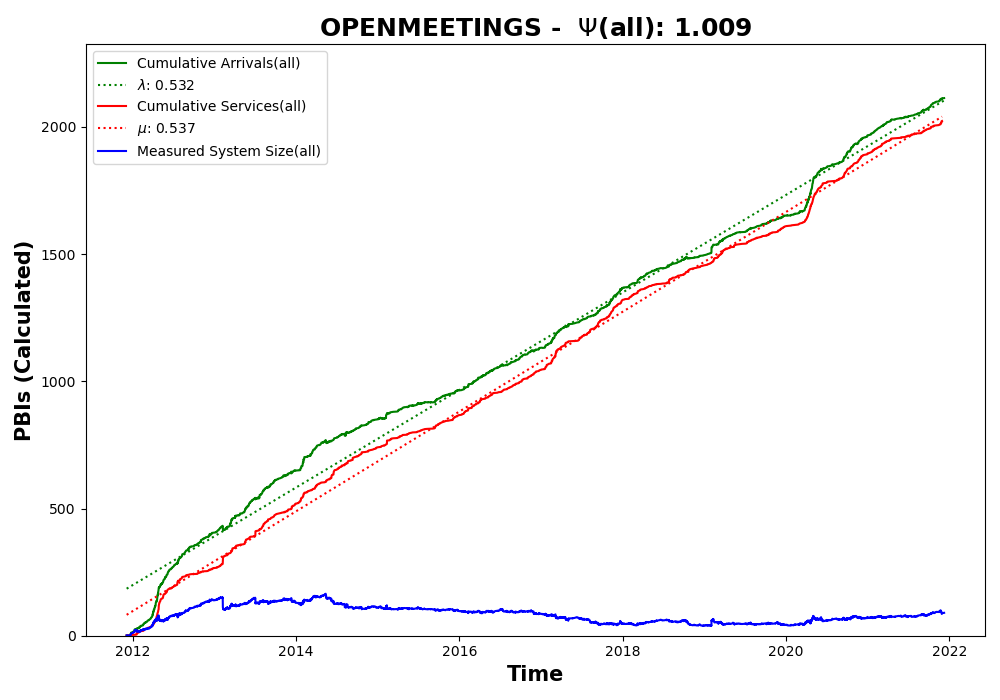 OPENMEETINGS -  Ψ(all): 1.009
Cumulative Arrivals(all)
λ: 0.532
Cumulative Services(all)
μ: 0.537
Measured System Size(all)
PBIs (Calculated)
2000
1500
1000
500
0
2012 2014 2016 2018 2020 2022
Time